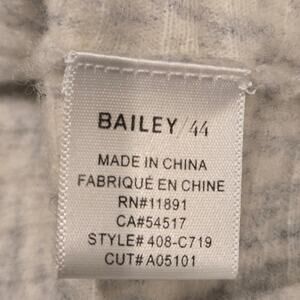 BAILEY/44
MADE IN CHINA
FABRIQUÉ EN CHINE
RN#11891
CA#54517
STYLE# 408-C719
CUT# A05101